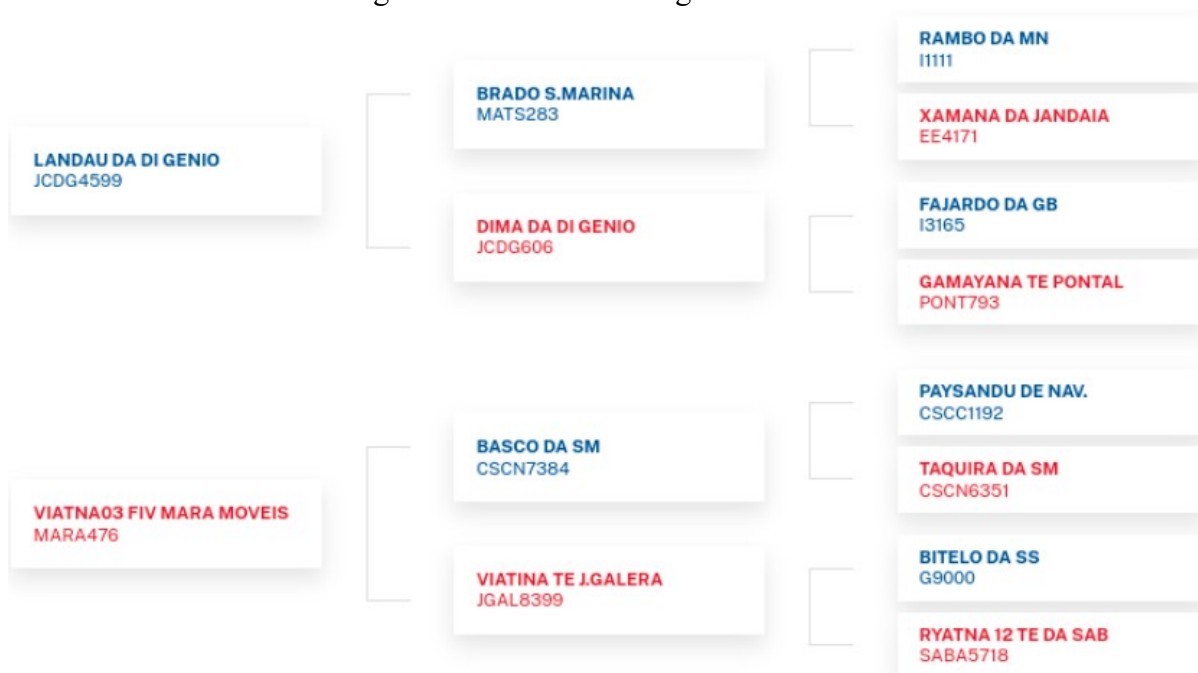 LANDAU DA DI GENIO
JCDG4599
VIATNA03 FIV MARA MOVEIS
MARA476
BRADO S.MARINA
MATS283
DIMA DA DI GENIO
JCDG606
BASCO DA SM
CSCN7384
VIATINA TE J.GALERA
JGAL8399
RAMBO DA MN
I1111
XAMANA DA JANDAIA
EE4171
FAJARDO DA GB
I3165
GAMAYANA TE PONTAL
PONT793
PAYSANDU DE NAV.
CSCC1192
TAQUIRA DA SM
CSCN6351
BITELO DA SS
G9000
RYATNA 12 TE DA SAB
SABA5718